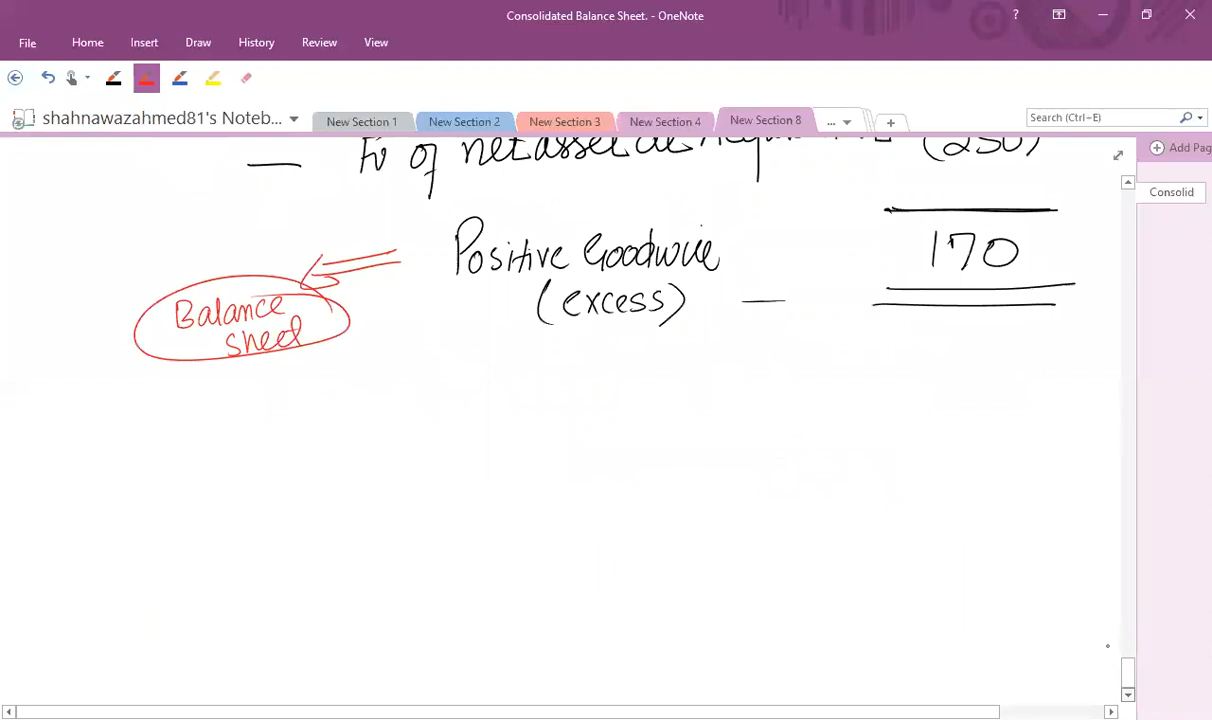 Consolidated Balance Sheet. - OneNote
?
File Home Insert Draw History Review View
shahnawazahmed81's Noteb... New Section 1 New Section 2 New Section 3 New Section 4 New Section 8 ... Search (Ctrl+E)
Add Pag
Consolid
— FV of net asset at (250)
Positive Goodwill 170
(excess) —
Balance
sheet